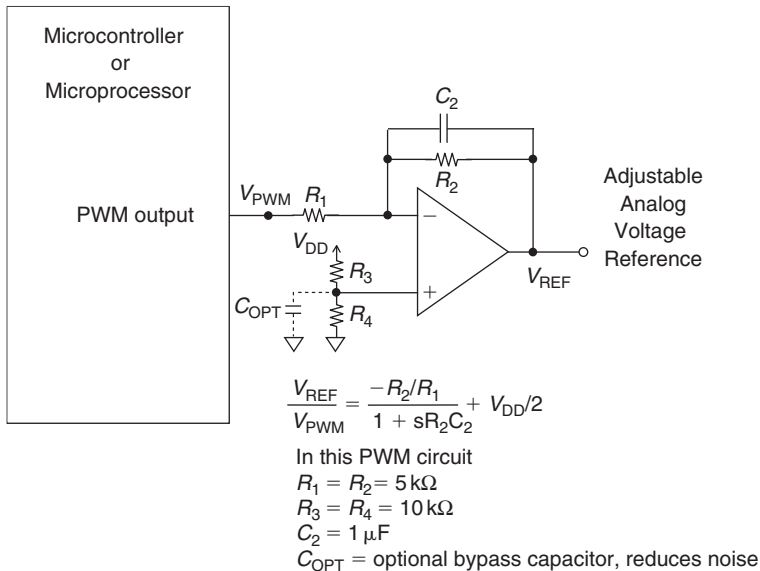 Microcontroller
or
Microprocessor
PWM output
V_PWM
R_1
C_2
R_2
−
+
V_DD
R_3
R_4
C_OPT
V_REF
Adjustable
Analog
Voltage
Reference
V_REF/V_PWM = −R_2/R_1/1 + sR_2C_2 + V_DD/2
In this PWM circuit
R_1 = R_2 = 5 kΩ
R_3 = R_4 = 10 kΩ
C_2 = 1 μF
C_OPT = optional bypass capacitor, reduces noise